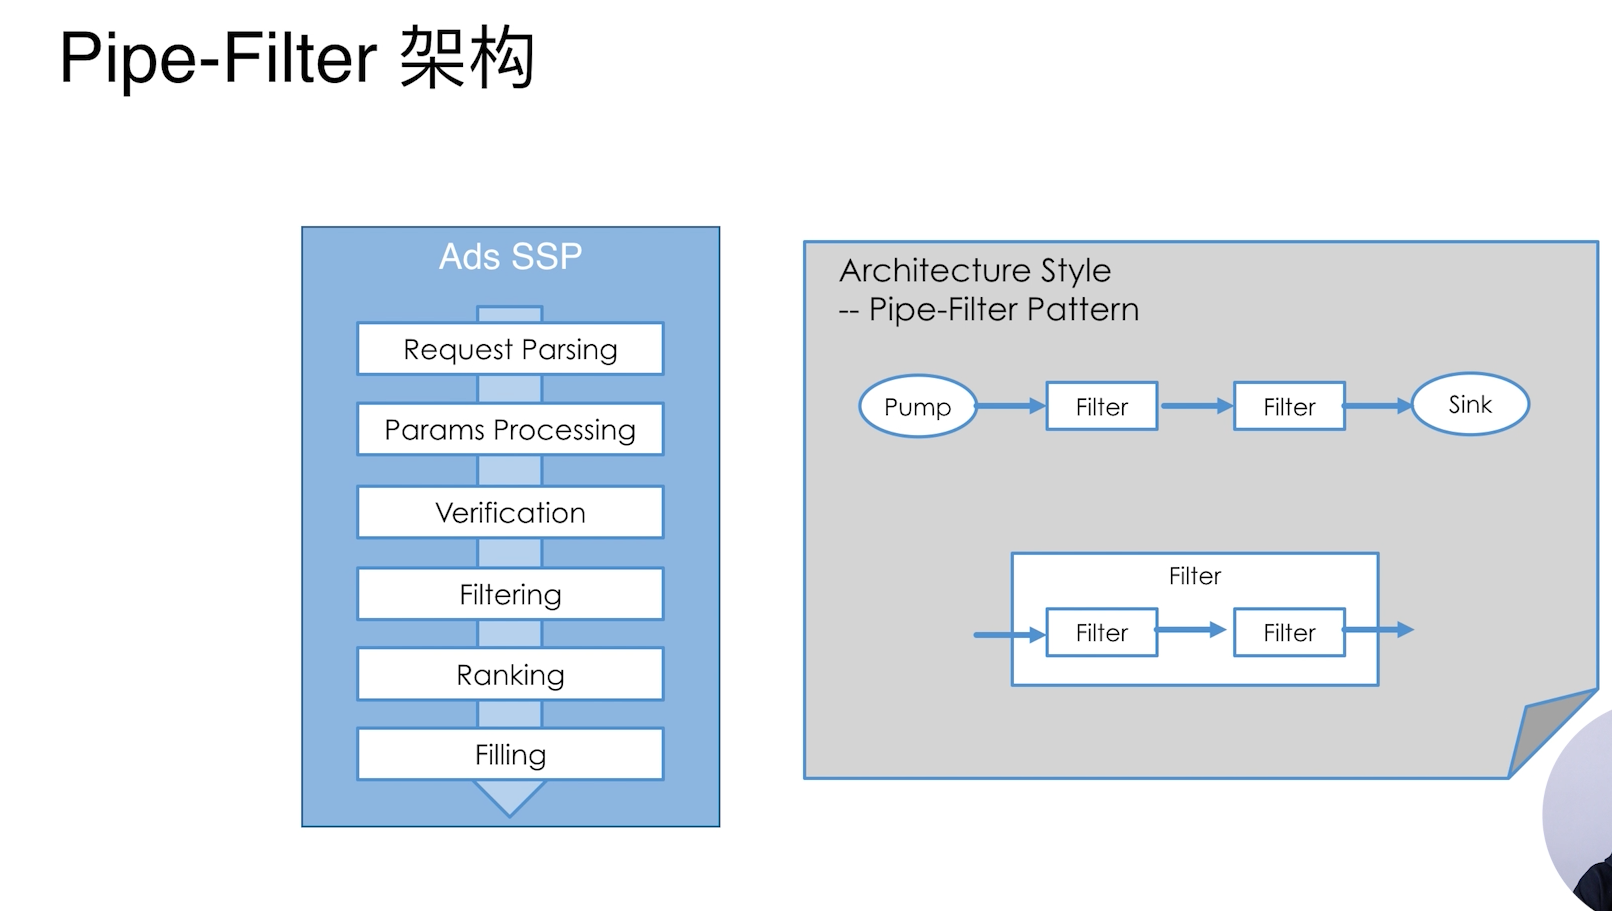 Pipe-Filter 架构
Ads SSP
Request Parsing
Params Processing
Verification
Filtering
Ranking
Filling
Architecture Style
-- Pipe-Filter Pattern
Pump
Filter
Filter
Sink
Filter
Filter
Filter